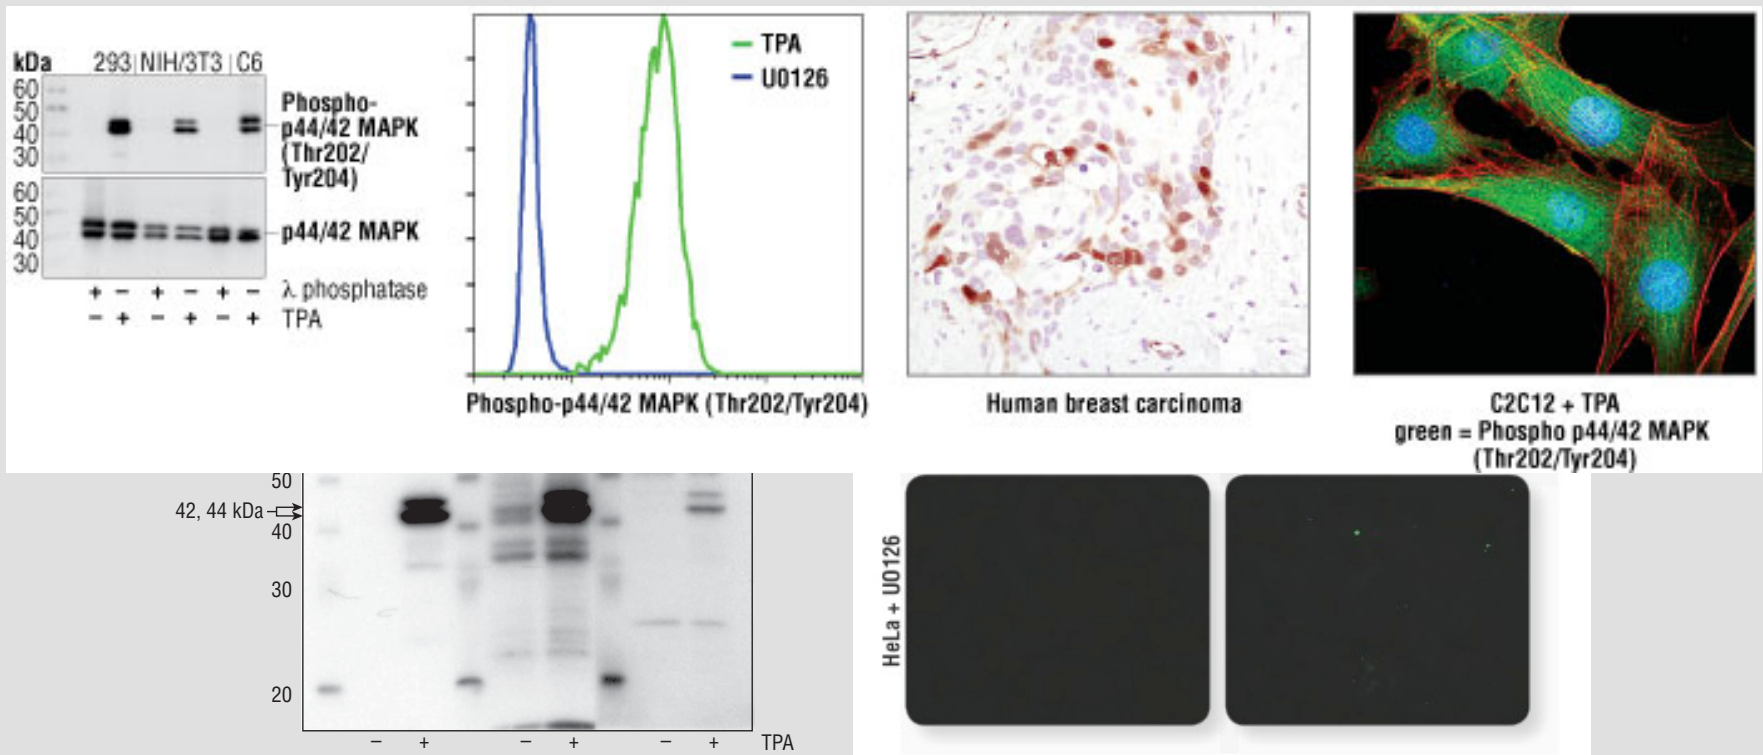 kDa 293 NIH/3T3 C6
60
50
40
30
Phospho-
p44/42 MAPK
(Thr202/
Tyr204)
60
50
40
30
p44/42 MAPK
+ – + – + – λ phosphatase
– + – + – + TPA
TPA
U0126
Phospho-p44/42 MAPK (Thr202/Tyr204)
Human breast carcinoma
C2C12 + TPA
green = Phospho p44/42 MAPK
(Thr202/Tyr204)
50
42, 44 kDa
40
30
20
– + – + – + TPA
HeLa + U0126